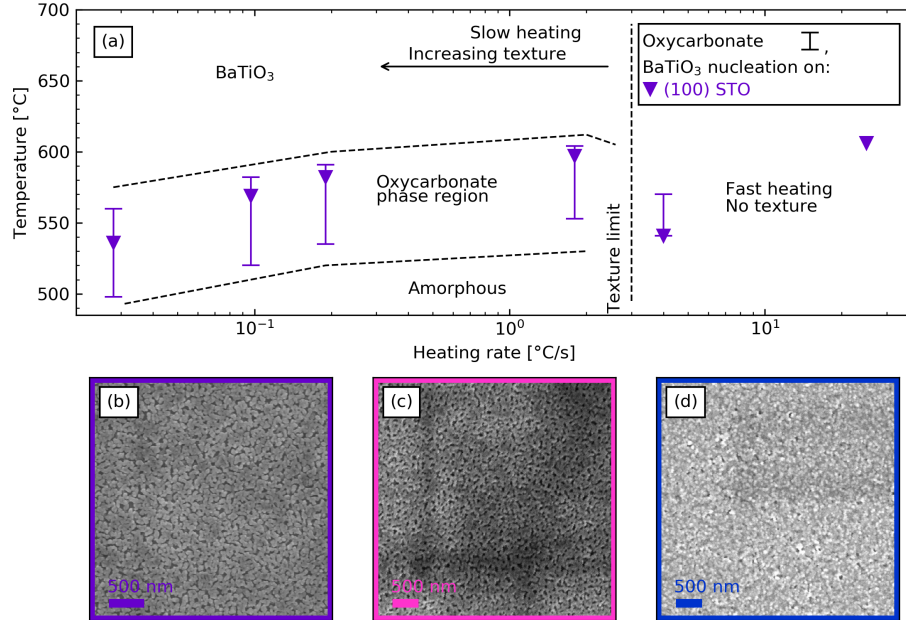 (a)
Slow heating
Increasing texture
BaTiO₃
Oxycarbonate
phase region
Amorphous
Texture limit
Fast heating
No texture
Oxycarbonate ,
BaTiO₃ nucleation on:
(100) STO
Temperature [°C]
700
650
600
550
500
10⁻¹
10⁰
10¹
Heating rate [°C/s]
(b)
500 nm
(c)
500 nm
(d)
500 nm